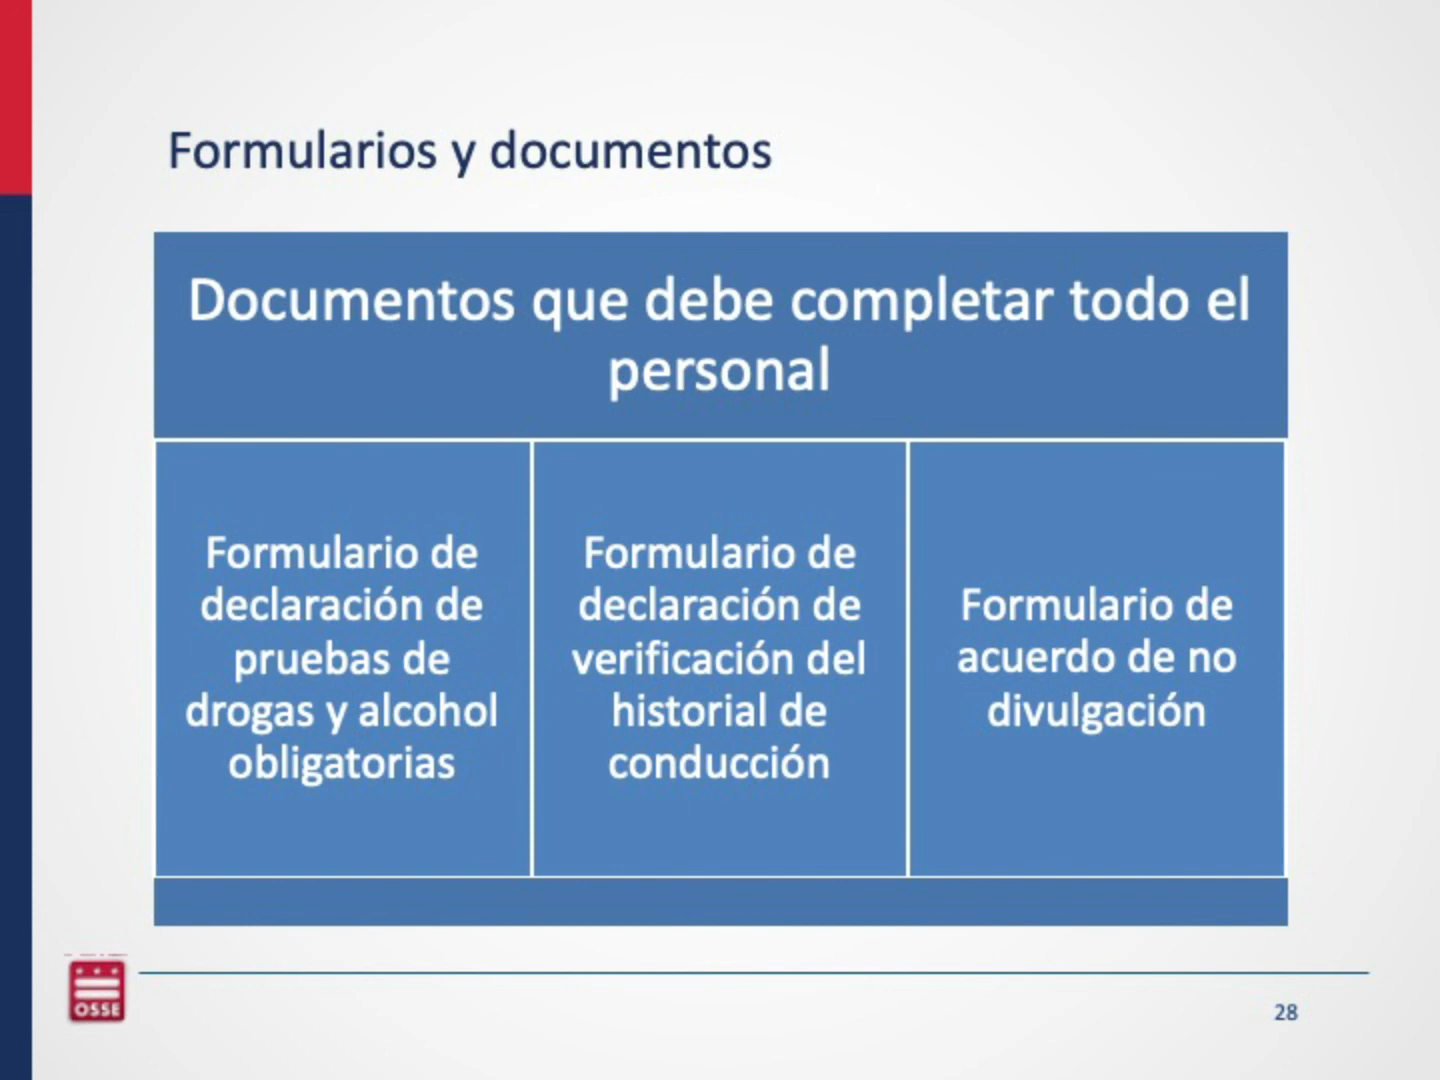 Formularios y documentos
Documentos que debe completar todo el
personal
Formulario de
declaración de
pruebas de
drogas y alcohol
obligatorias
Formulario de
declaración de
verificación del
historial de
conducción
Formulario de
acuerdo de no
divulgación
OSSE
28